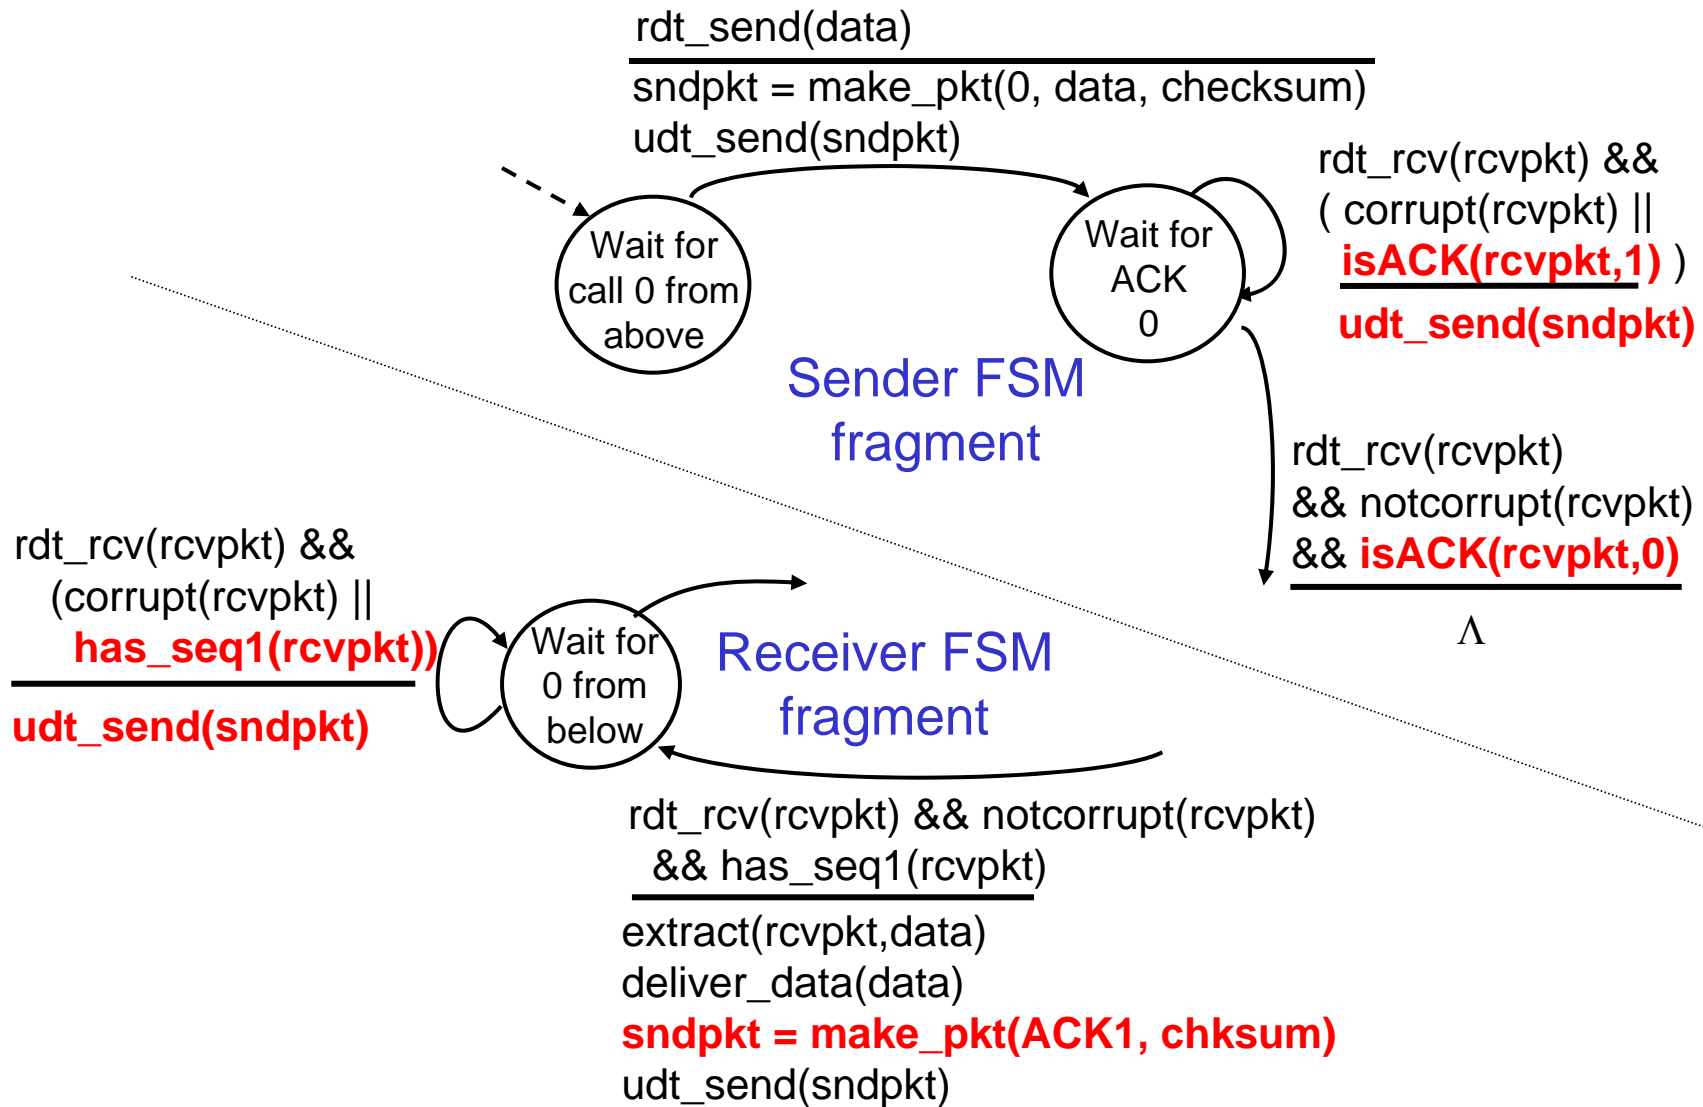 rdt_send(data)
sndpkt = make_pkt(0, data, checksum)
udt_send(sndpkt)
Wait for
call 0 from
above
Wait for
ACK
0
rdt_rcv(rcvpkt) &&
( corrupt(rcvpkt) ||
isACK(rcvpkt,1) )
udt_send(sndpkt)
Sender FSM
fragment
rdt_rcv(rcvpkt)
&& notcorrupt(rcvpkt)
&& isACK(rcvpkt,0)
Λ
rdt_rcv(rcvpkt) &&
(corrupt(rcvpkt) ||
has_seq1(rcvpkt))
udt_send(sndpkt)
Wait for
0 from
below
Receiver FSM
fragment
rdt_rcv(rcvpkt) && notcorrupt(rcvpkt)
&& has_seq1(rcvpkt)
extract(rcvpkt,data)
deliver_data(data)
sndpkt = make_pkt(ACK1, chksum)
udt_send(sndpkt)